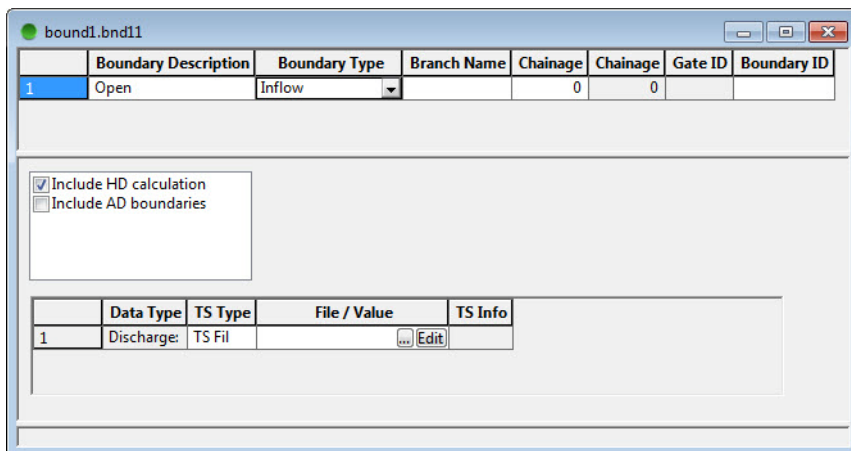 bound1.bnd11
Boundary Description Boundary Type Branch Name Chainage Chainage Gate ID Boundary ID
1 Open Inflow 0 0
Include HD calculation
Include AD boundaries
Data Type TS Type File / Value TS Info
1 Discharge: TS Fil ... Edit